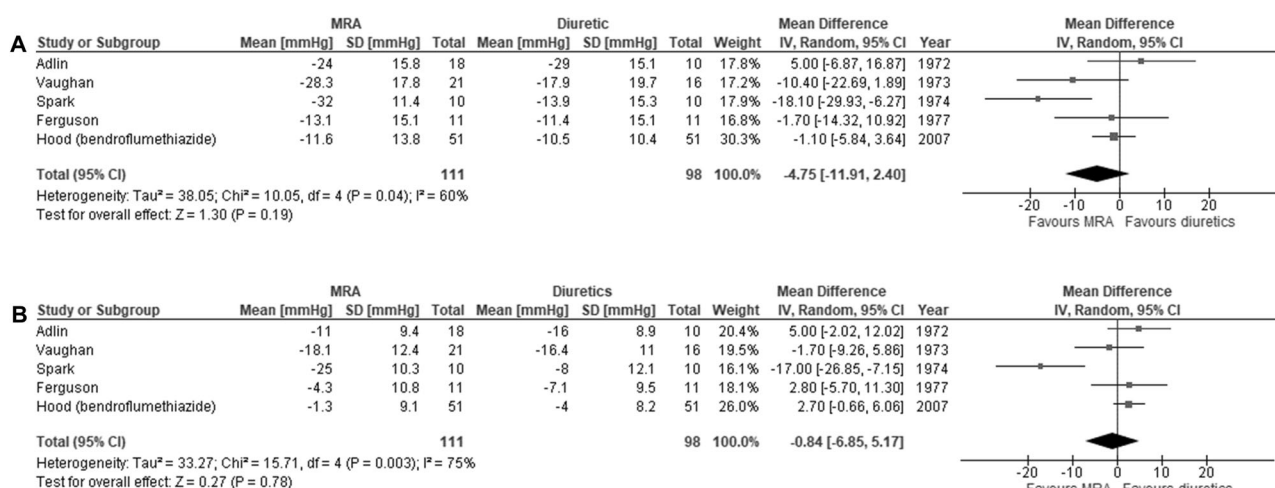 MRA Diuretic Mean Difference Mean Difference
A Study or Subgroup Mean [mmHg] SD [mmHg] Total Mean [mmHg] SD [mmHg] Total Weight IV, Random, 95% CI Year IV, Random, 95% CI
Adlin -24 15.8 18 -29 15.1 10 17.8% 5.00 [-6.87, 16.87] 1972
Vaughan -28.3 17.8 21 -17.9 19.7 16 17.2% -10.40 [-22.69, 1.89] 1973
Spark -32 11.4 10 -13.9 15.3 10 17.9% -18.10 [-29.93, -6.27] 1974
Ferguson -13.1 15.1 11 -11.4 15.1 11 16.8% -1.70 [-14.32, 10.92] 1977
Hood (bendroflumethiazide) -11.6 13.8 51 -10.5 10.4 51 30.3% -1.10 [-5.84, 3.64] 2007
Total (95% CI) 111 98 100.0% -4.75 [-11.91, 2.40]
Heterogeneity: Tau² = 38.05; Chi² = 10.05, df = 4 (P = 0.04); I² = 60%
Test for overall effect: Z = 1.30 (P = 0.19)
-20 -10 0 10 20
Favours MRA Favours diuretics
MRA Diuretics Mean Difference Mean Difference
B Study or Subgroup Mean [mmHg] SD [mmHg] Total Mean [mmHg] SD [mmHg] Total Weight IV, Random, 95% CI Year IV, Random, 95% CI
Adlin -11 9.4 18 -16 8.9 10 20.4% 5.00 [-2.02, 12.02] 1972
Vaughan -18.1 12.4 21 -16.4 11 16 19.5% -1.70 [-9.26, 5.86] 1973
Spark -25 10.3 10 -8 12.1 10 16.1% -17.00 [-26.85, -7.15] 1974
Ferguson -4.3 10.8 11 -7.1 9.5 11 18.1% 2.80 [-5.70, 11.30] 1977
Hood (bendroflumethiazide) -1.3 9.1 51 -4 8.2 51 26.0% 2.70 [-0.66, 6.06] 2007
Total (95% CI) 111 98 100.0% -0.84 [-6.85, 5.17]
Heterogeneity: Tau² = 33.27; Chi² = 15.71, df = 4 (P = 0.003); I² = 75%
Test for overall effect: Z = 0.27 (P = 0.78)
-20 -10 0 10 20
Favours MRA Favours diuretics